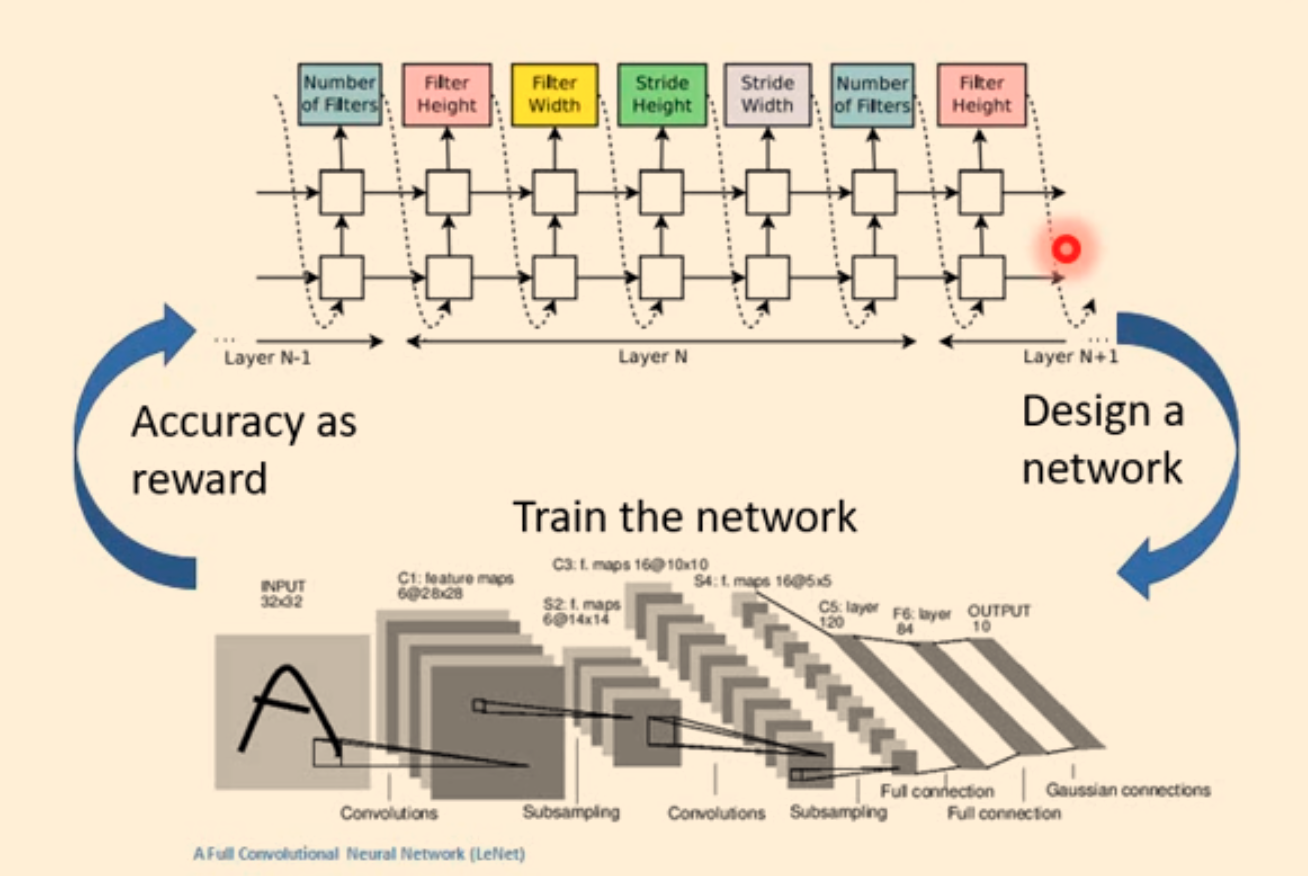 Number
of Filters
Filter
Height
Filter
Width
Stride
Height
Stride
Width
Number
of Filters
Filter
Height
...
Layer N-1
Layer N
...
Layer N+1
Accuracy as
reward
Design a
network
Train the network
INPUT
32x32
C1: feature maps
6@28x28
S2: f. maps
6@14x14
C3: f. maps 16@10x10
S4: f. maps 16@5x5
C5: layer
120
F6: layer
84
OUTPUT
10
Convolutions
Subsampling
Convolutions
Subsampling
Full connection
Full connection
Gaussian connections
A Full Convolutional Neural Network (LeNet)